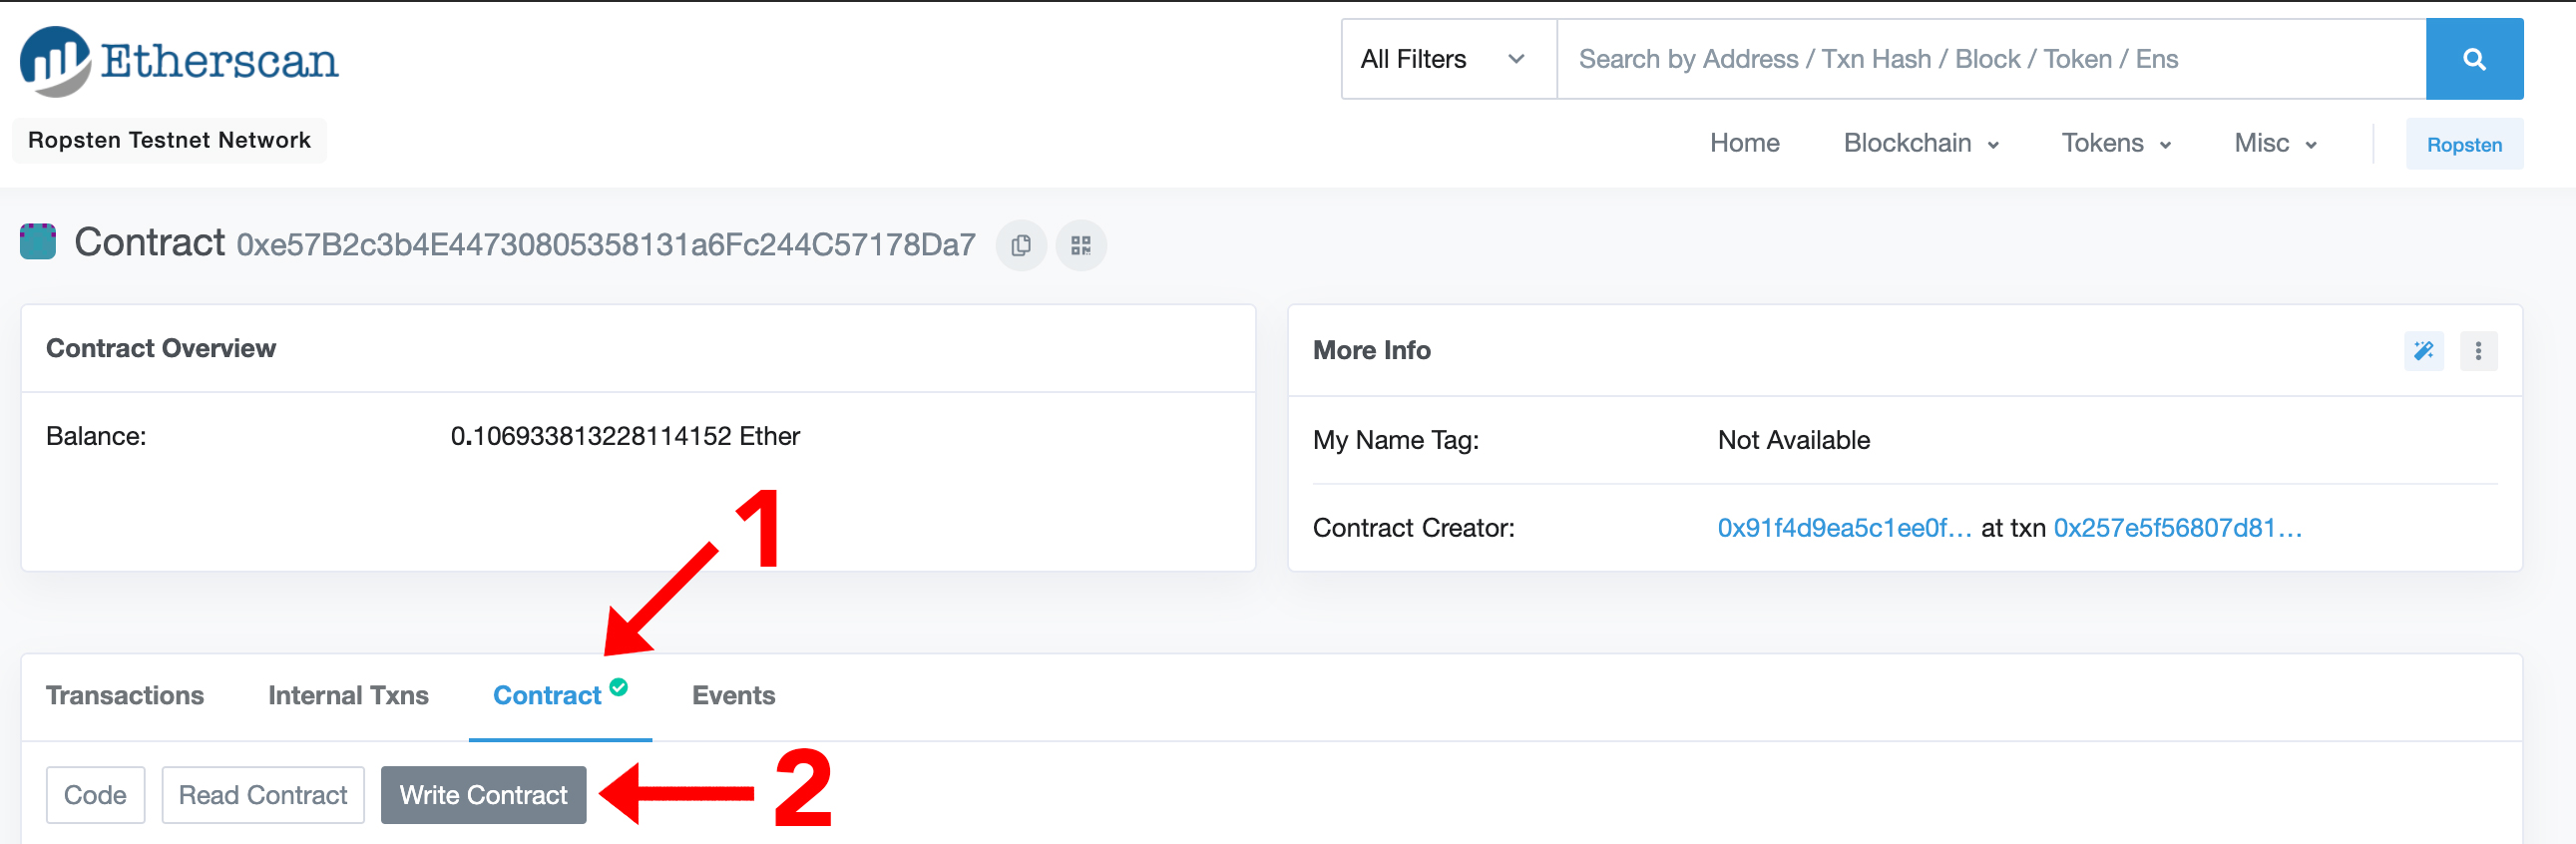 Etherscan
All Filters
Search by Address / Txn Hash / Block / Token / Ens
Ropsten Testnet Network
Home Blockchain Tokens Misc Ropsten
Contract 0xe57B2c3b4E44730805358131a6Fc244C57178Da7
Contract Overview
Balance: 0.106933813228114152 Ether
More Info
My Name Tag: Not Available
Contract Creator: 0x91f4d9ea5c1ee0f... at txn 0x257e5f56807d81...
1
Transactions Internal Txns Contract Events
Code Read Contract Write Contract 2